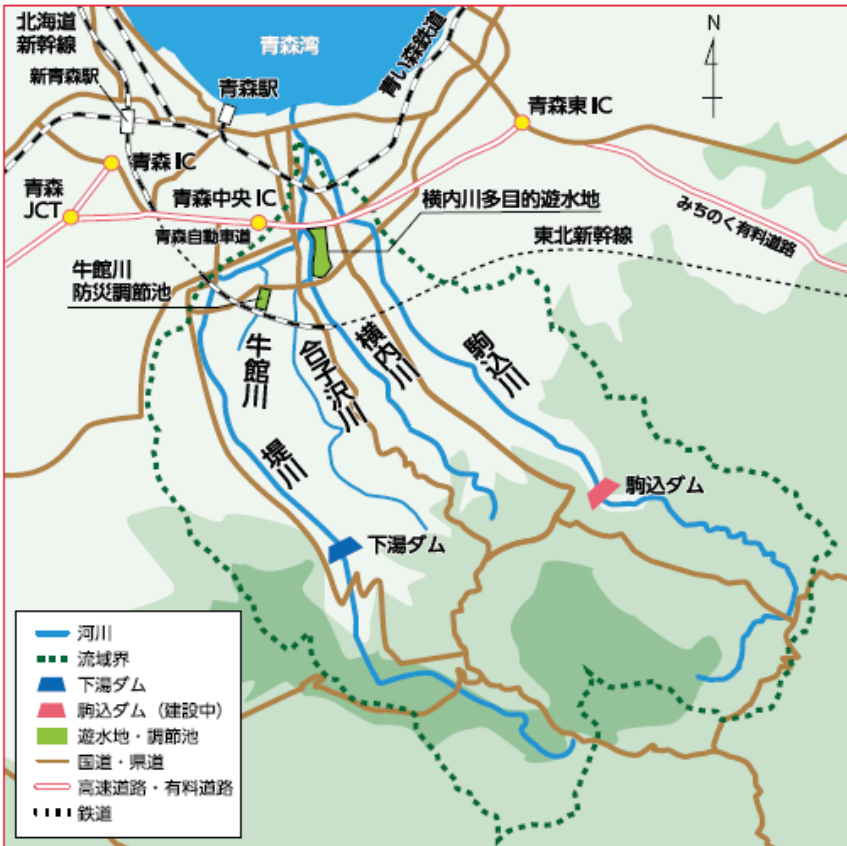 北海道
新幹線
青森湾
青い森鉄道
N
新青森駅
青森駅
青森東IC
青森IC
青森
JCT
青森中央IC
横内川多目的遊水地
みちのく有料道路
青森自動車道
東北新幹線
牛館川
防災調節池
牛館川
合子沢川
横内川
駒込川
堤川
駒込ダム
下湯ダム
河川
流域界
下湯ダム
駒込ダム（建設中）
遊水地・調節池
国道・県道
高速道路・有料道路
鉄道